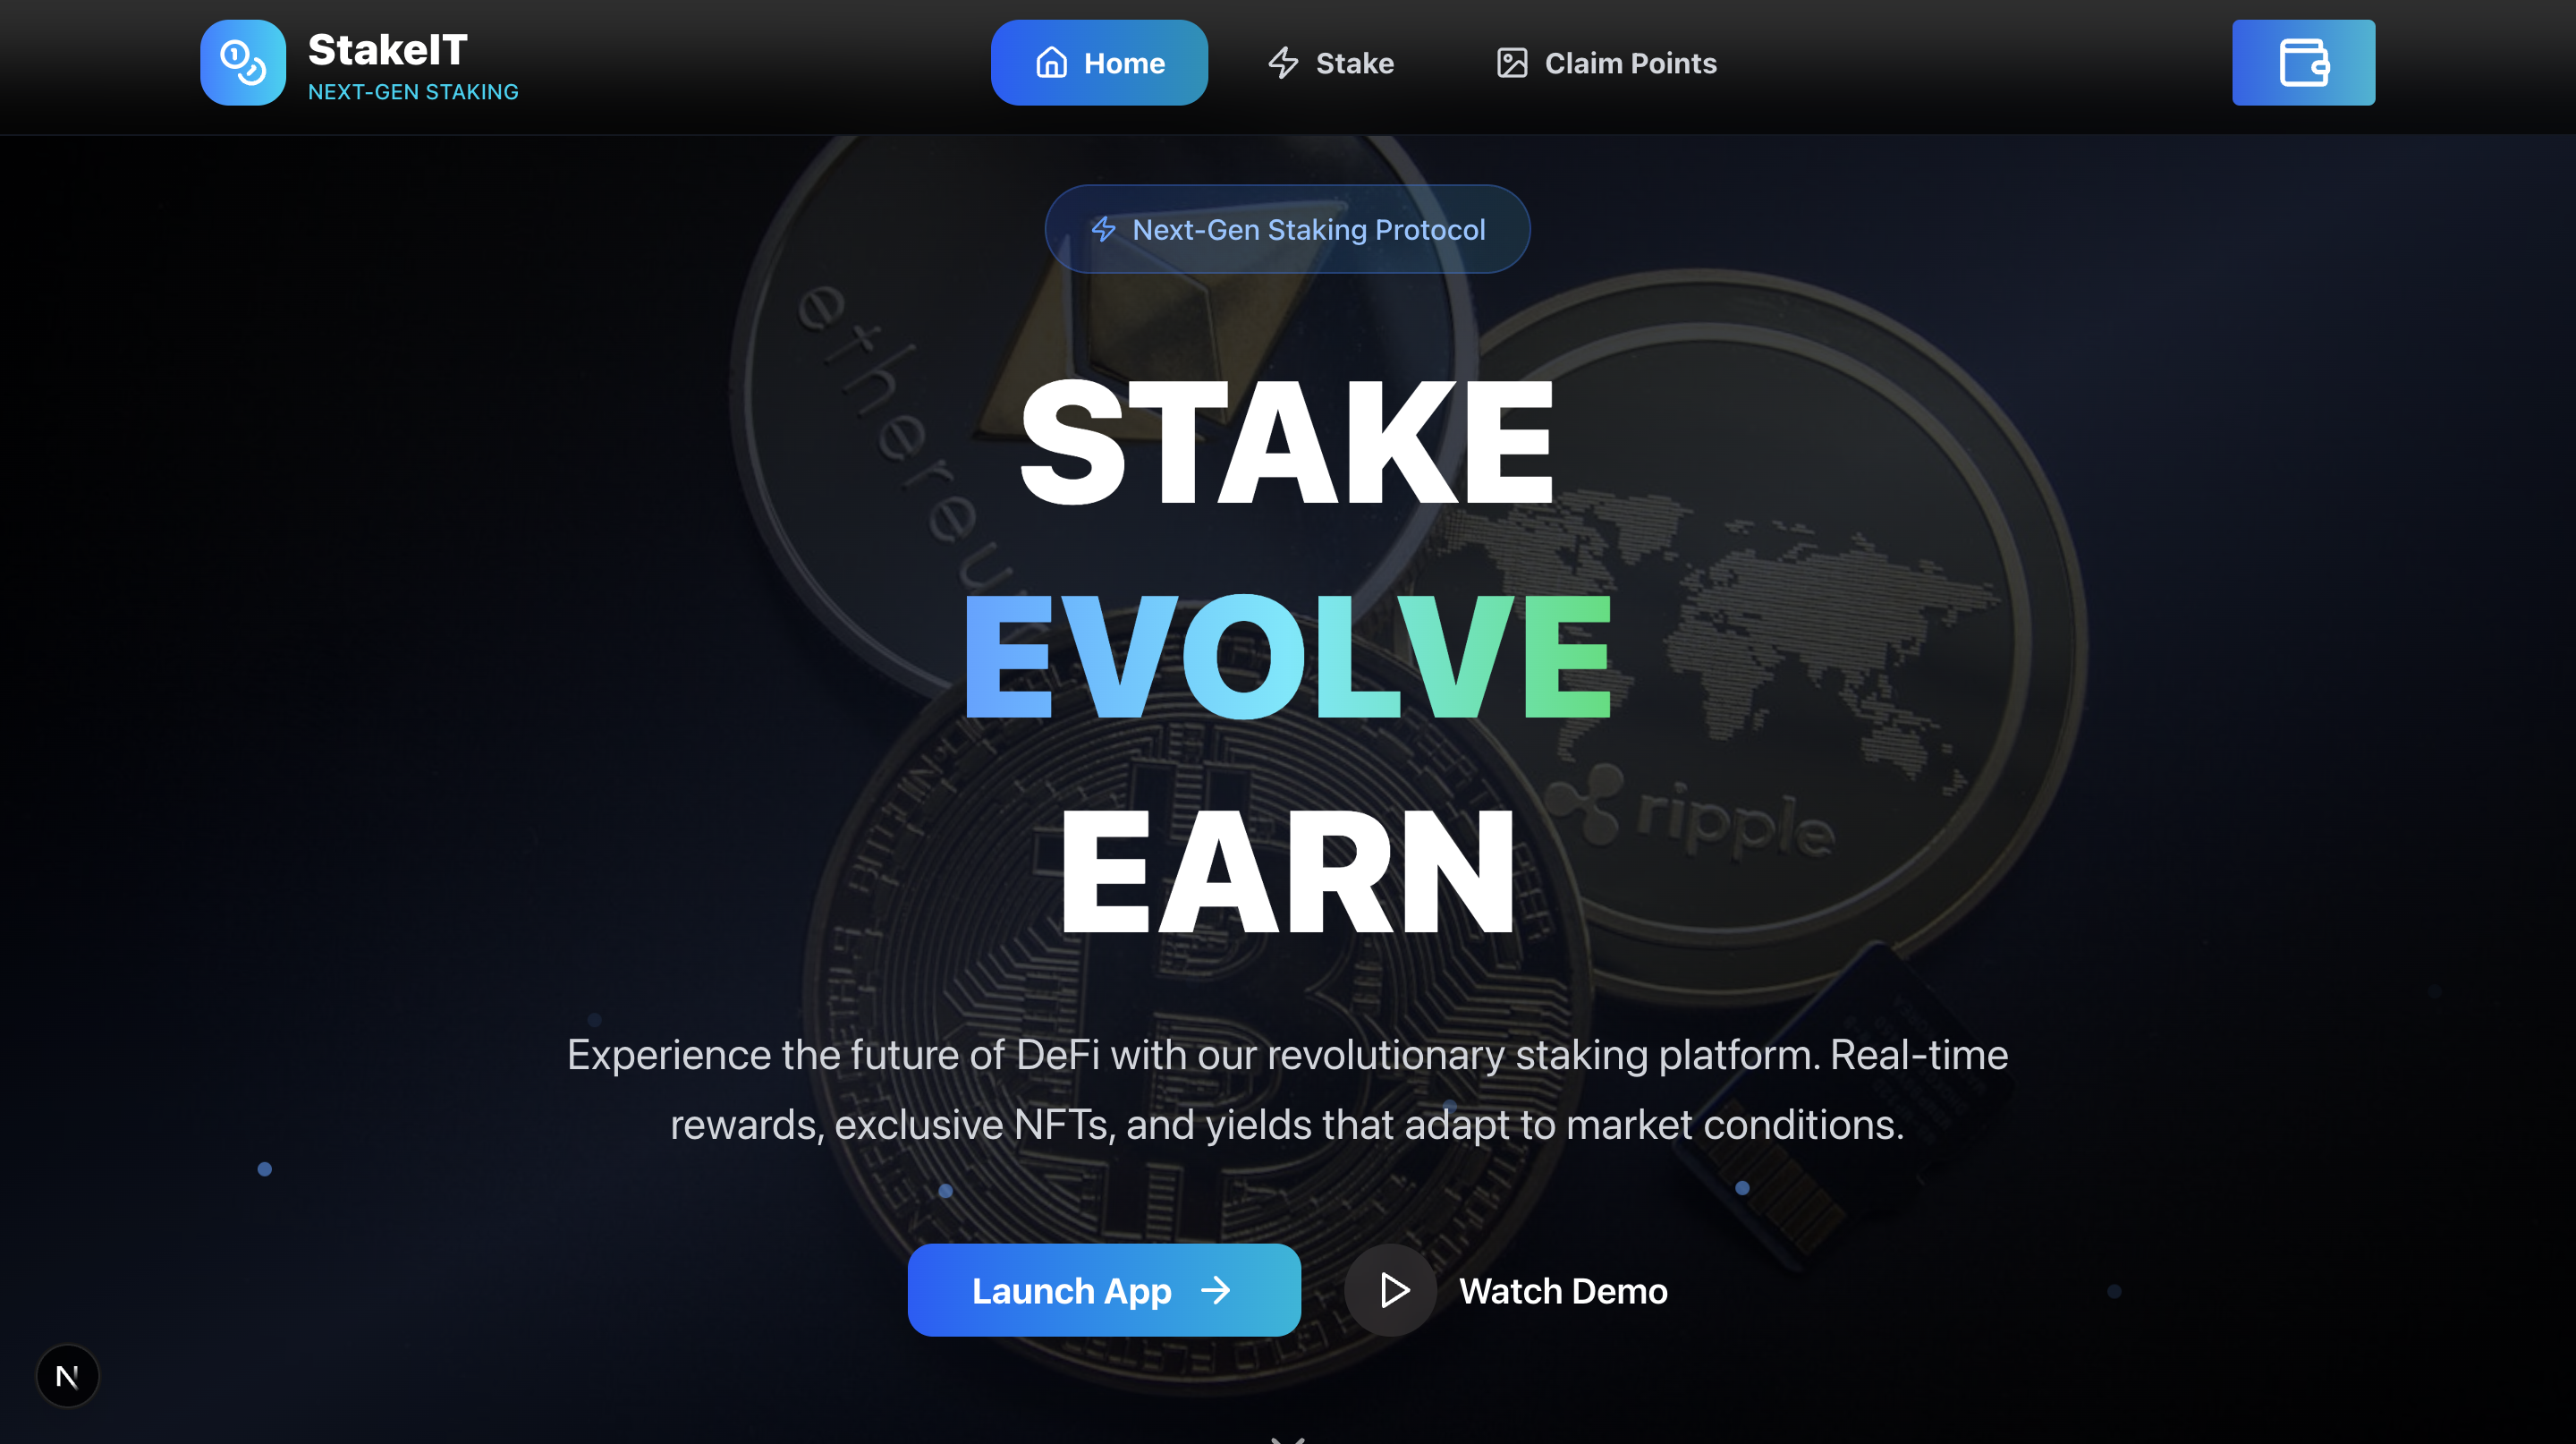 StakeIT
NEXT-GEN STAKING
Home
Stake
Claim Points
Next-Gen Staking Protocol
ethereu
STAKE
EVOLVE
EARN
ripple
Experience the future of DeFi with our revolutionary staking platform. Real-time
rewards, exclusive NFTs, and yields that adapt to market conditions.
Launch App
Watch Demo
N